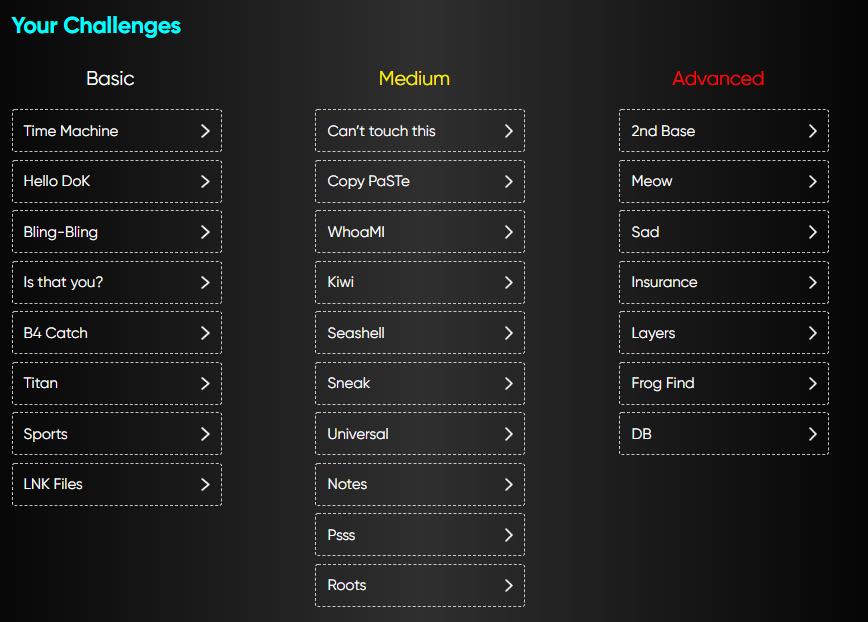 Your Challenges
Basic
Medium
Advanced
Time Machine
Can't touch this
2nd Base
Hello DoK
Copy PaSTe
Meow
Bling-Bling
WhoaMI
Sad
Is that you?
Kiwi
Insurance
B4 Catch
Seashell
Layers
Titan
Sneak
Frog Find
Sports
Universal
DB
LNK Files
Notes
Psss
Roots